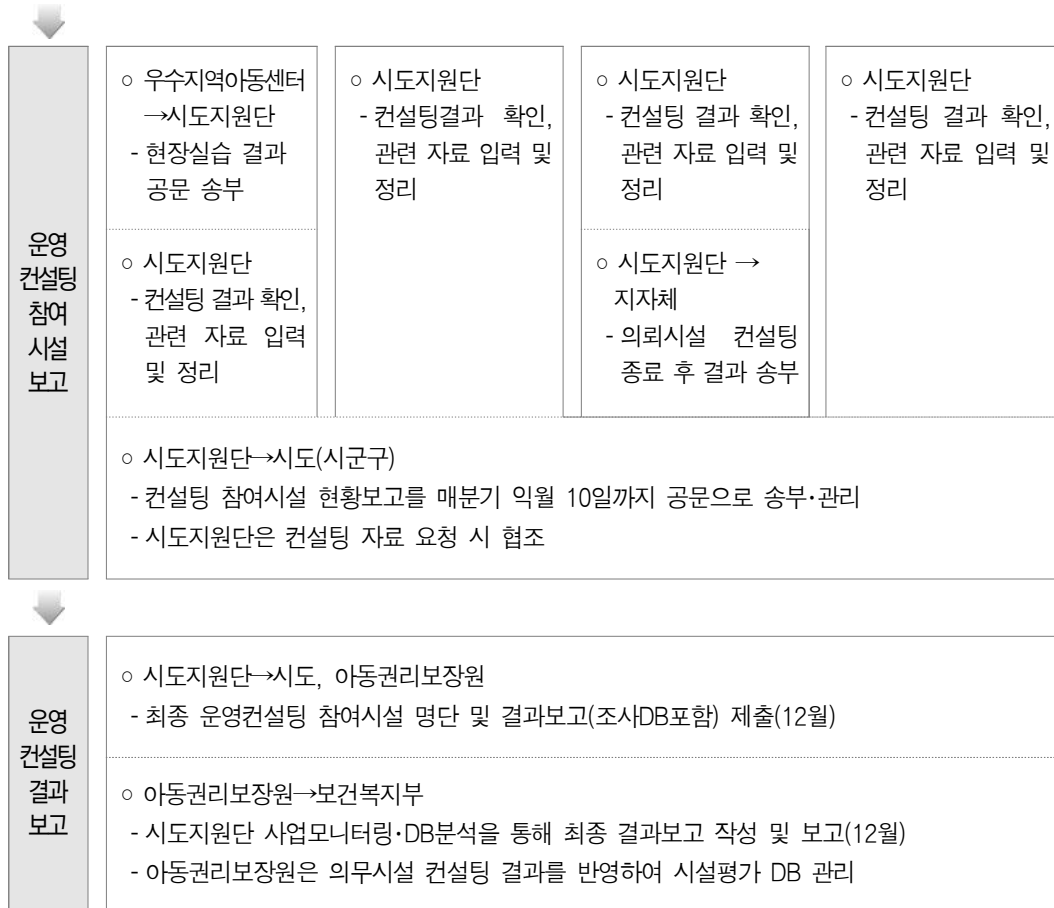 운영
컨설팅
참여
시설
보고
○ 우수지역아동센터
→시도지원단
- 현장실습 결과
공문 송부
○ 시도지원단
- 컨설팅 결과 확인,
관련 자료 입력
및 정리
○ 시도지원단
- 컨설팅결과 확인,
관련 자료 입력 및
정리
○ 시도지원단
- 컨설팅 결과 확인,
관련 자료 입력 및
정리
○ 시도지원단 →
지자체
- 의뢰시설 컨설팅
종료 후 결과 송부
○ 시도지원단
- 컨설팅 결과 확인,
관련 자료 입력 및
정리
○ 시도지원단→시도(시군구)
- 컨설팅 참여시설 현황보고를 매분기 익월 10일까지 공문으로 송부·관리
- 시도지원단은 컨설팅 자료 요청 시 협조
운영
컨설팅
결과
보고
○ 시도지원단→시도, 아동권리보장원
- 최종 운영컨설팅 참여시설 명단 및 결과보고(조사DB포함) 제출(12월)
○ 아동권리보장원→보건복지부
- 시도지원단 사업모니터링·DB분석을 통해 최종 결과보고 작성 및 보고(12월)
- 아동권리보장원은 의무시설 컨설팅 결과를 반영하여 시설평가 DB 관리